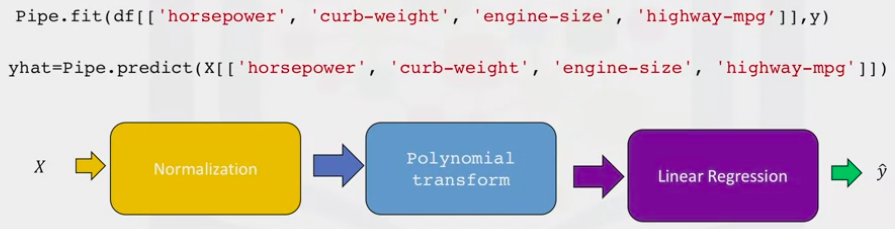 Pipe.fit(df[['horsepower', 'curb-weight', 'engine-size', 'highway-mpg’]],y)
yhat=Pipe.predict(X[['horsepower', 'curb-weight', 'engine-size', 'highway-mpg']])
X
Normalization
Polynomial
transform
Linear Regression
ŷ